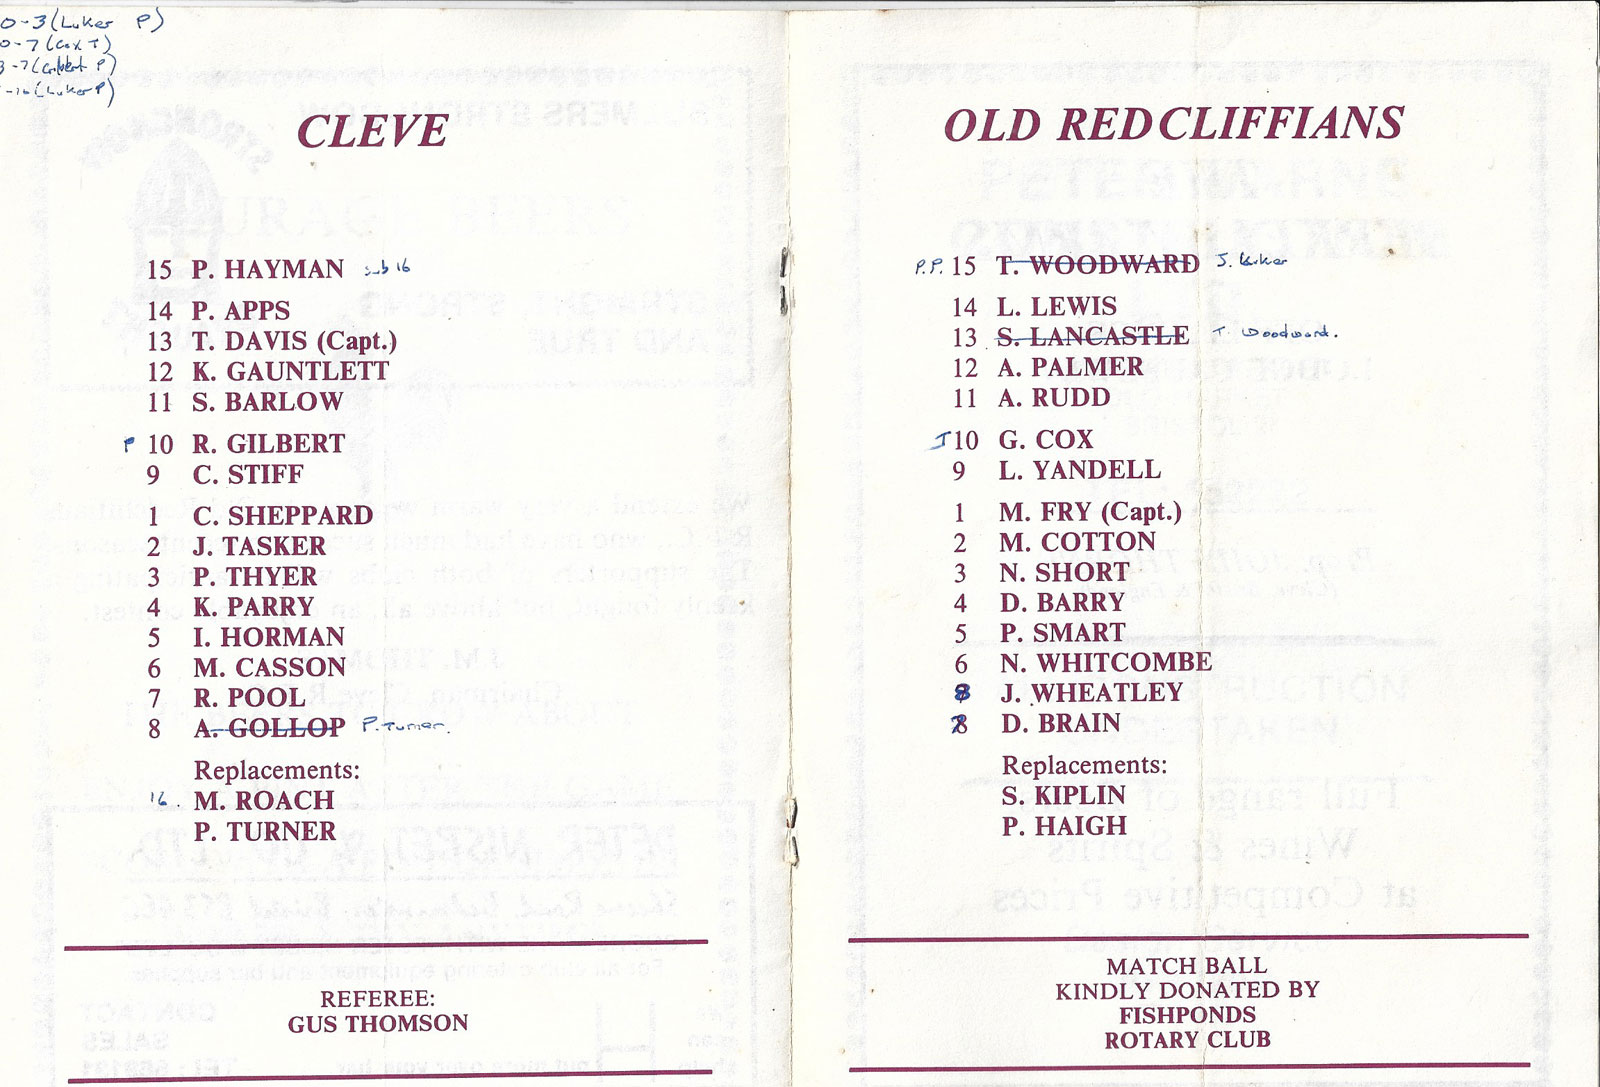 0-3 (Luker P)
0-7 (Cox T)
3-7 (Gilbert P)
-10 (Luker P)
CLEVE
15 P. HAYMAN sub 16
14 P. APPS
13 T. DAVIS (Capt.)
12 K. GAUNTLETT
11 S. BARLOW
P 10 R. GILBERT
9 C. STIFF
1 C. SHEPPARD
2 J. TASKER
3 P. THYER
4 K. PARRY
5 I. HORMAN
6 M. CASSON
7 R. POOL
8 A. GOLLOP P. Turner.
Replacements:
16. M. ROACH
P. TURNER
REFEREE:
GUS THOMSON
OLD REDCLIFFIANS
P.P. 15 T. WOODWARD J. Luker
14 L. LEWIS
13 S. LANCASTLE T. Woodward.
12 A. PALMER
11 A. RUDD
T 10 G. COX
9 L. YANDELL
1 M. FRY (Capt.)
2 M. COTTON
3 N. SHORT
4 D. BARRY
5 P. SMART
6 N. WHITCOMBE
8 J. WHEATLEY
7 D. BRAIN
Replacements:
S. KIPLIN
P. HAIGH
MATCH BALL
KINDLY DONATED BY
FISHPONDS
ROTARY CLUB